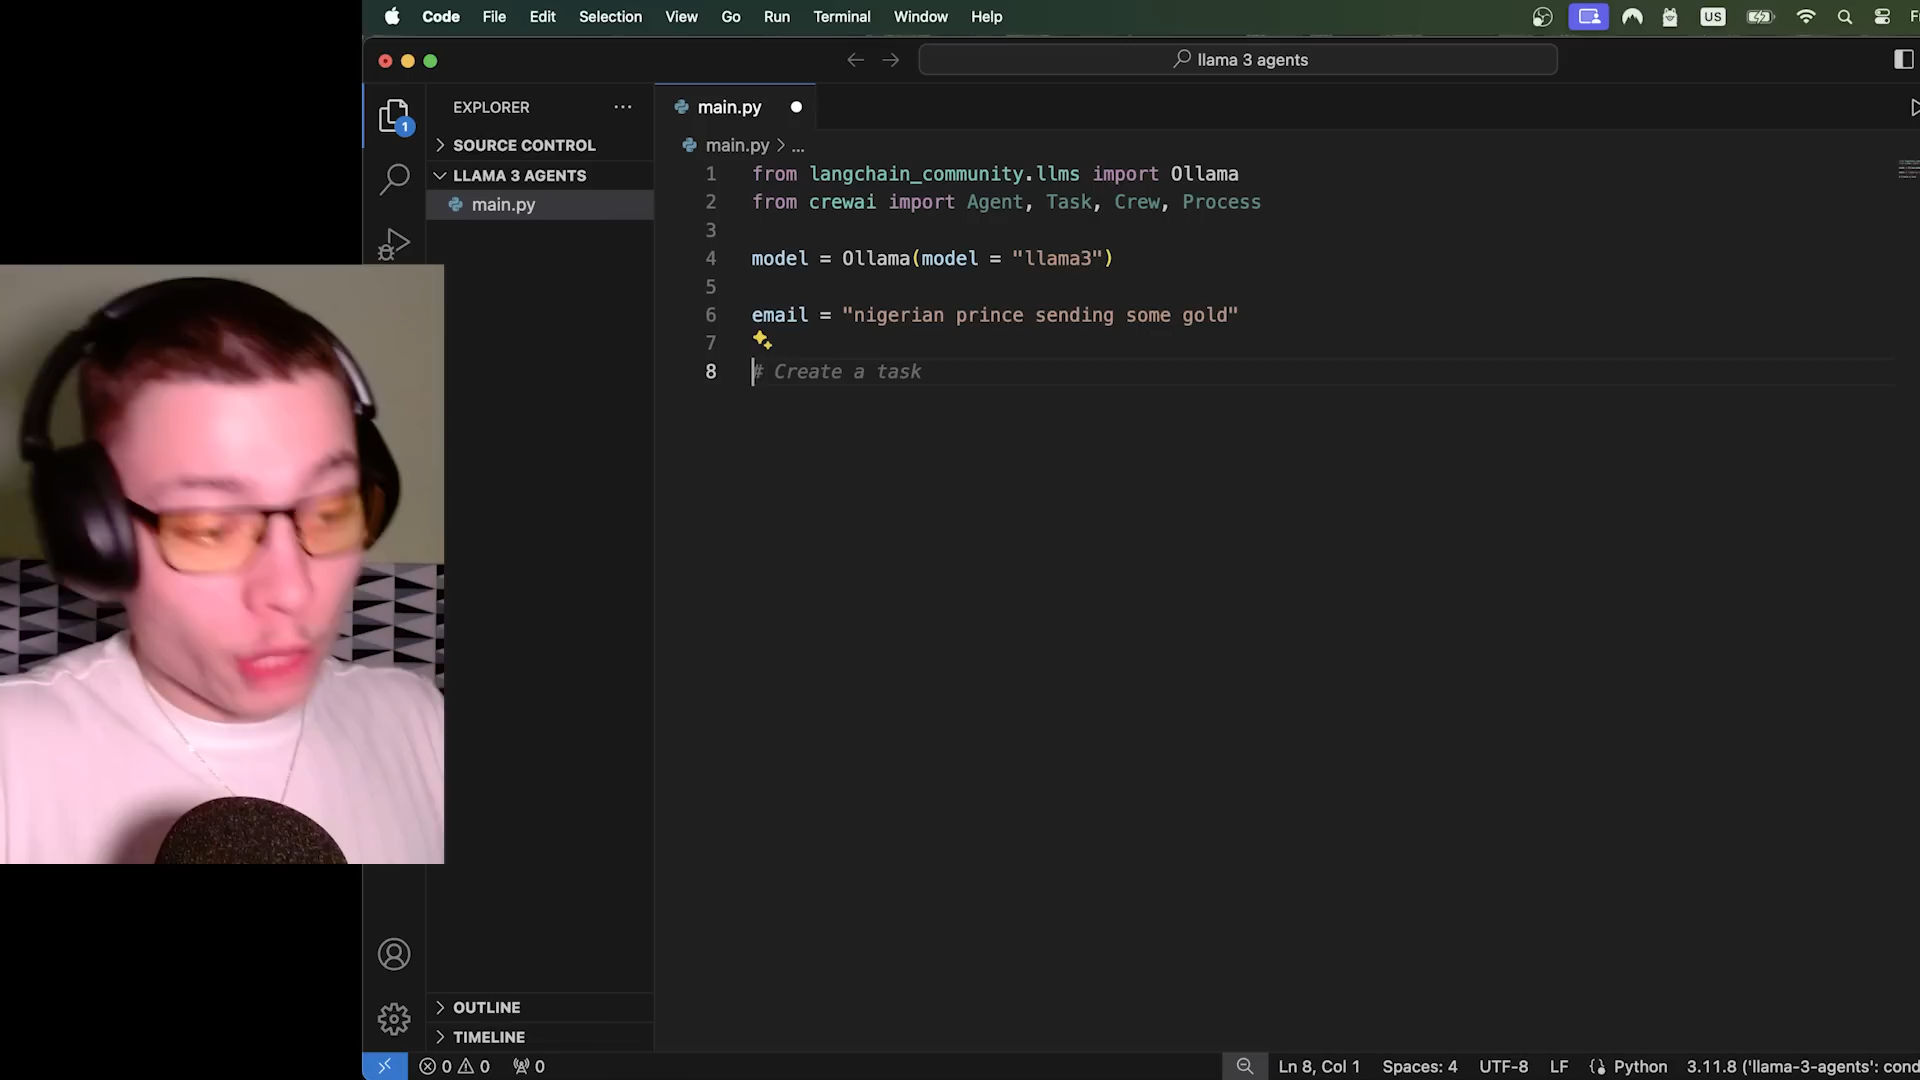 Code File Edit Selection View Go Run Terminal Window Help US
llama 3 agents
EXPLORER ...
main.py
1
SOURCE CONTROL
main.py > ...
LLAMA 3 AGENTS
main.py
1 from langchain_community.llms import Ollama
2 from crewai import Agent, Task, Crew, Process
3
4 model = Ollama(model = "llama3")
5
6 email = "nigerian prince sending some gold"
7
8 # Create a task
OUTLINE
TIMELINE
0 0 0 Ln 8, Col 1 Spaces: 4 UTF-8 LF {} Python 3.11.8 ('llama-3-agents': cond